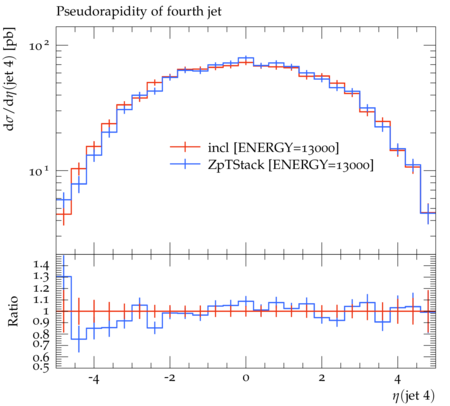 Pseudorapidity of fourth jet
dσ/dη(jet 4) [pb]
10²
10¹
incl [ENERGY=13000]
ZpTStack [ENERGY=13000]
Ratio
1.4
1.3
1.2
1.1
1
0.9
0.8
0.7
0.6
0.5
-4 -2 0 2 4
η(jet 4)